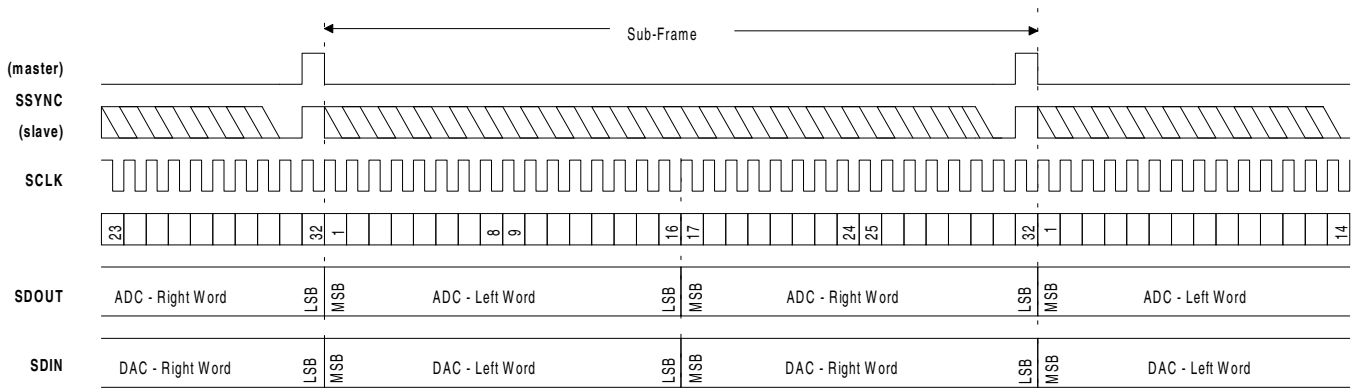 Sub-Frame
(master)
SSYNC
(slave)
SCLK
23 32 1 8 9 16 17 24 25 32 1 14
SDOUT ADC - Right Word LSB MSB ADC - Left Word LSB MSB ADC - Right Word LSB MSB ADC - Left Word
SDIN DAC - Right Word LSB MSB DAC - Left Word LSB MSB DAC - Right Word LSB MSB DAC - Left Word